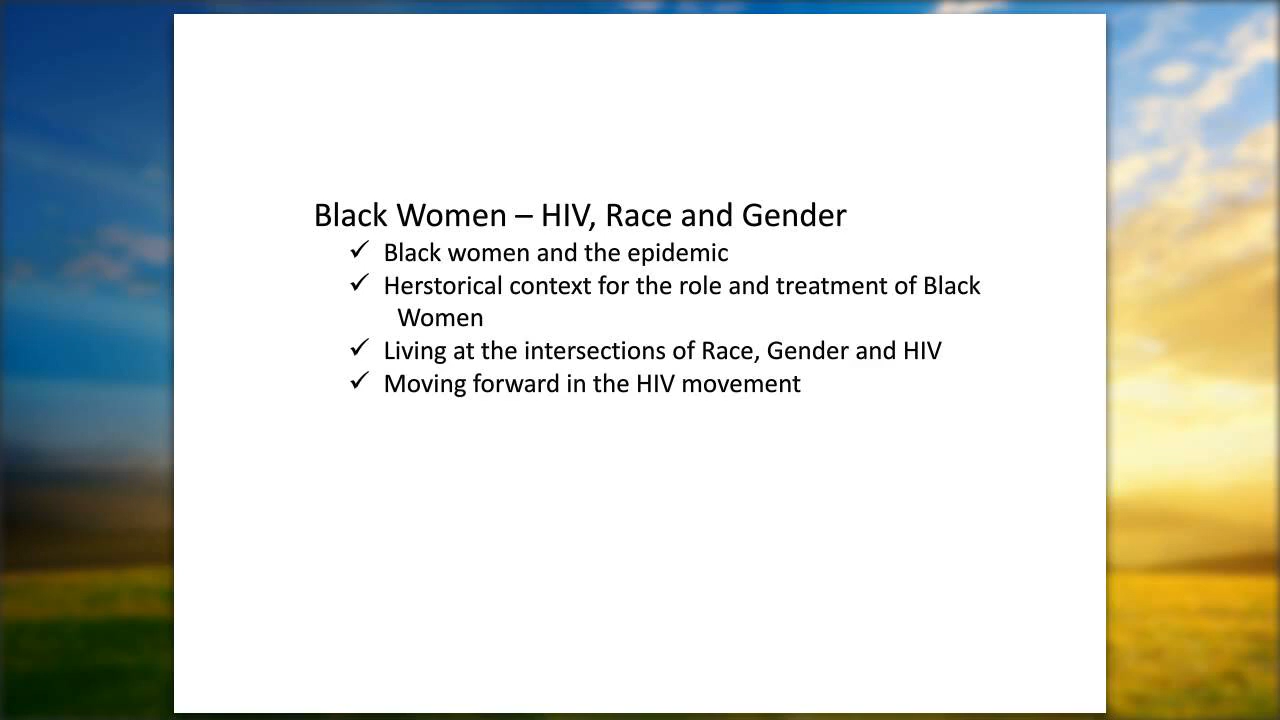 Black Women – HIV, Race and Gender
✓ Black women and the epidemic
✓ Herstorical context for the role and treatment of Black
Women
✓ Living at the intersections of Race, Gender and HIV
✓ Moving forward in the HIV movement